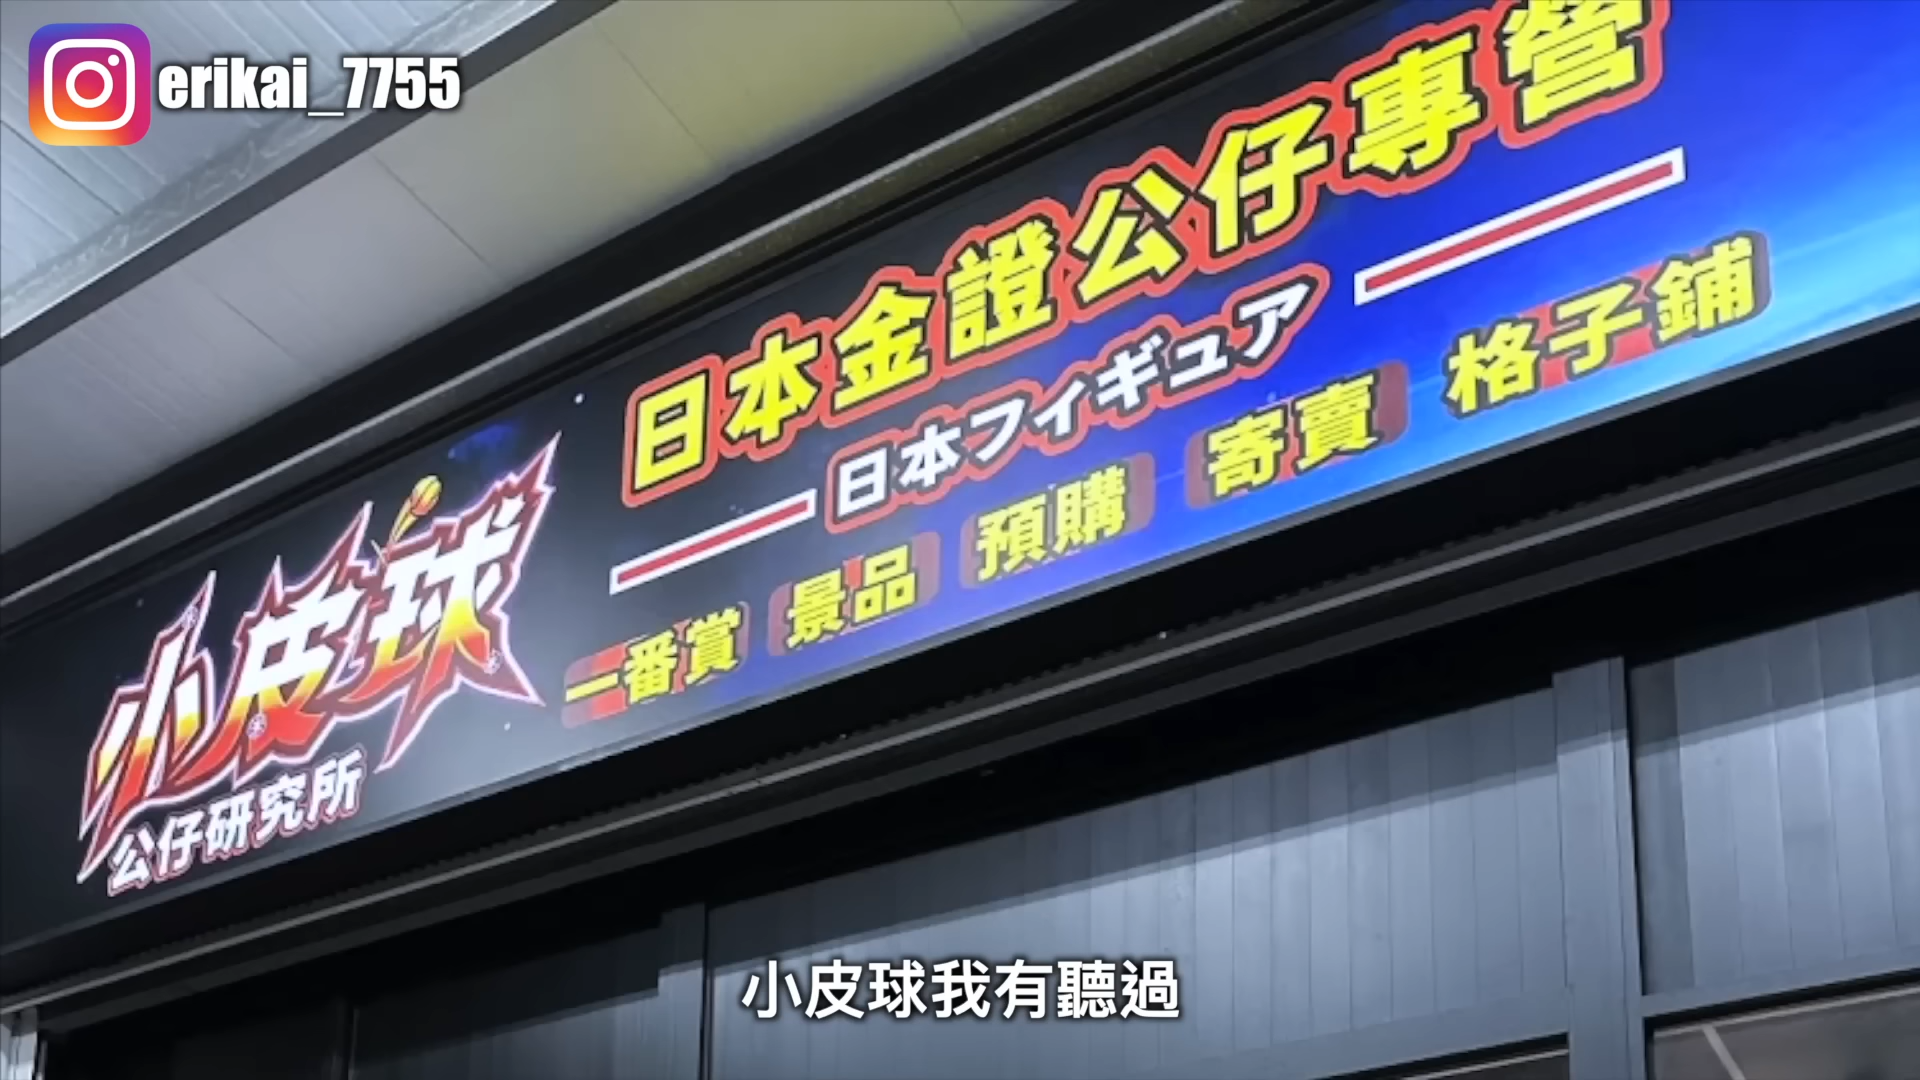 erikai_7755
日本金證公仔專營
日本フィギュア
一番賞 景品 預購 寄賣 格子鋪
小皮球
公仔研究所
小皮球我有聽過